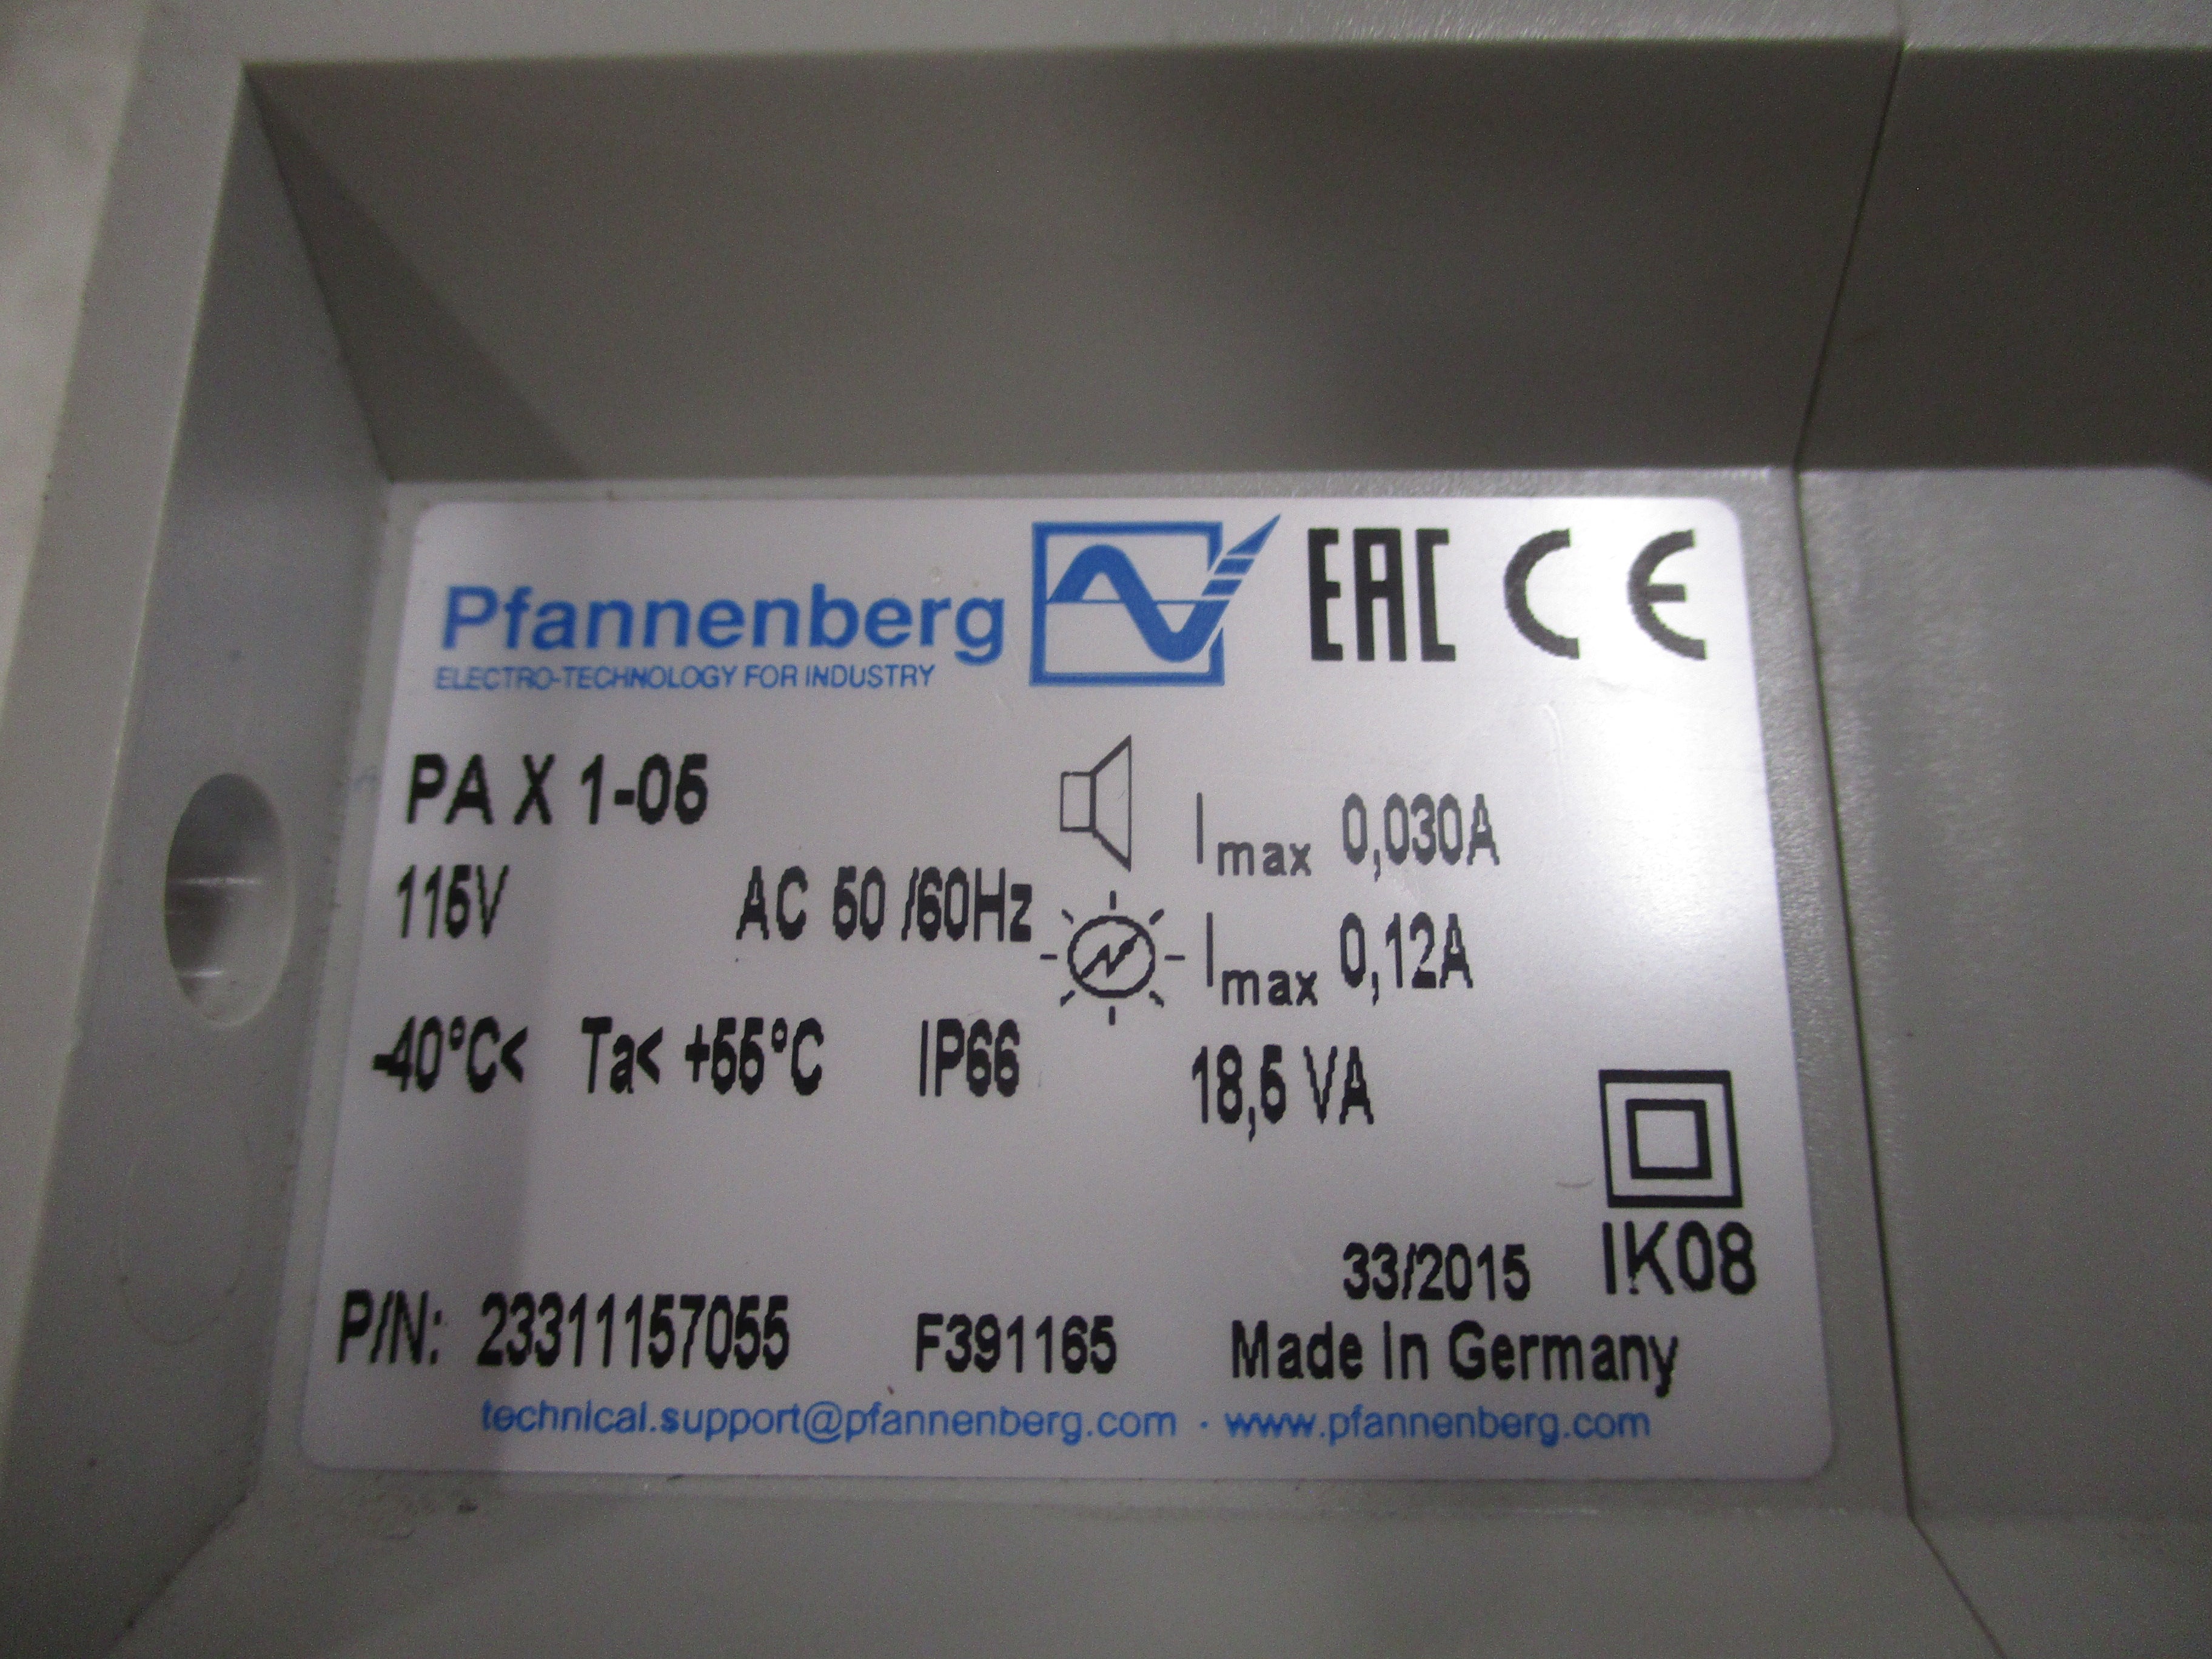 Pfannenberg
ELECTRO-TECHNOLOGY FOR INDUSTRY
EAC CE
PA X 1-05
Imax 0,030A
115V AC 50 /60Hz
Imax 0,12A
-40°C< Ta< +55°C IP66
18,5 VA
33/2015
IK08
P/N: 23311157055 F391165 Made in Germany
technical.support@pfannenberg.com · www.pfannenberg.com